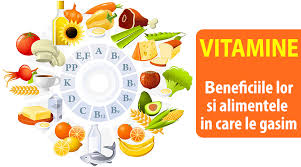 VITAMINE
Beneficiile lor
si alimentele
in care le gasim
E,F
A
P
K
D
C
B